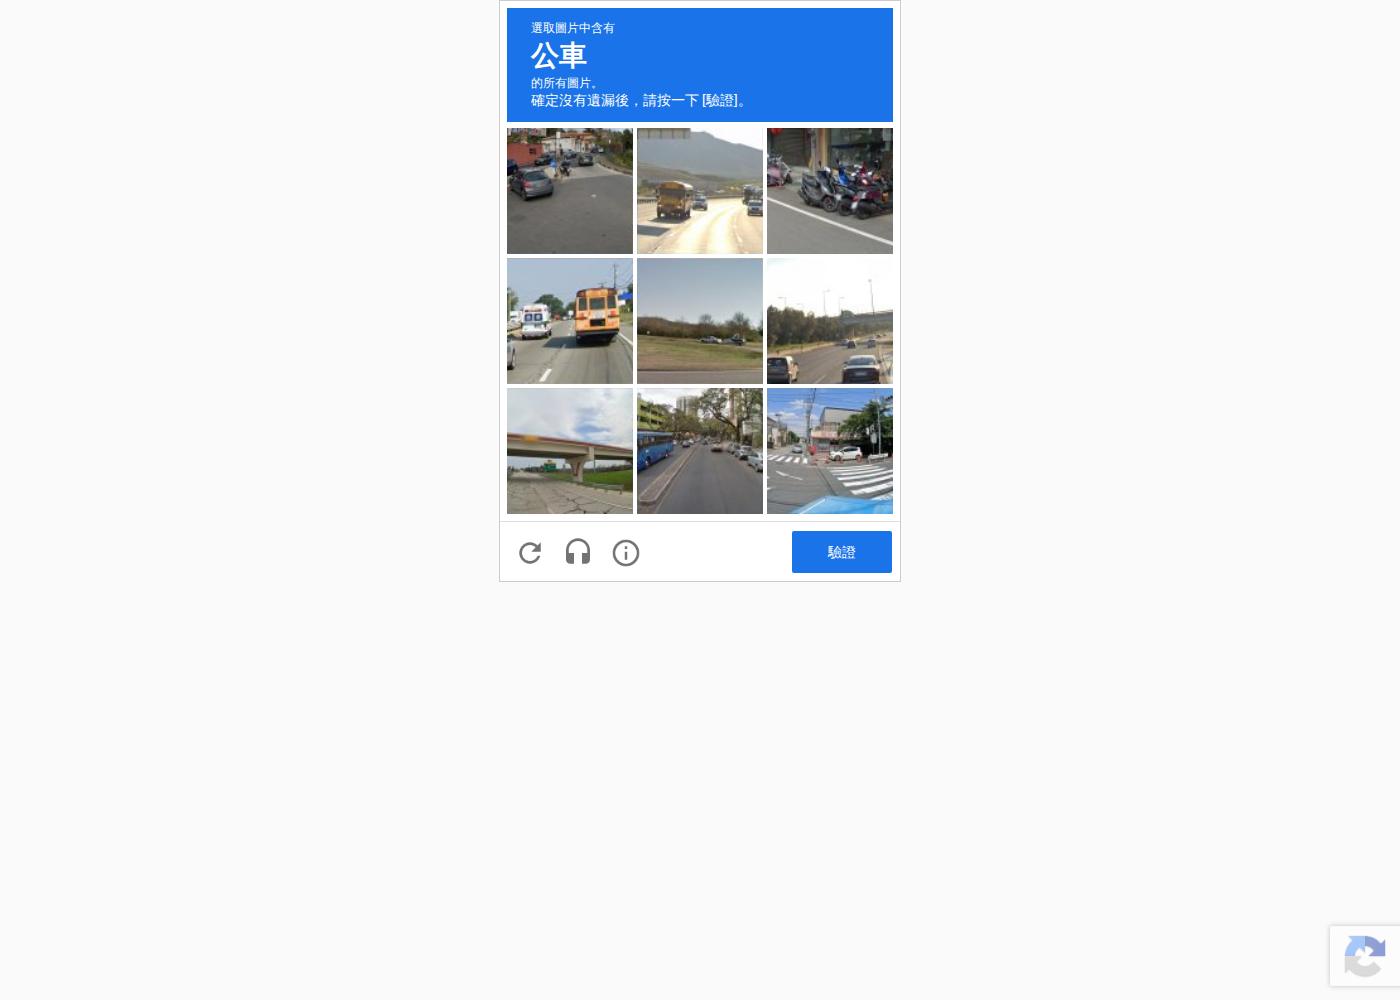 選取圖片中含有
公車
的所有圖片。
確定沒有遺漏後，請按一下 [驗證]。
驗證